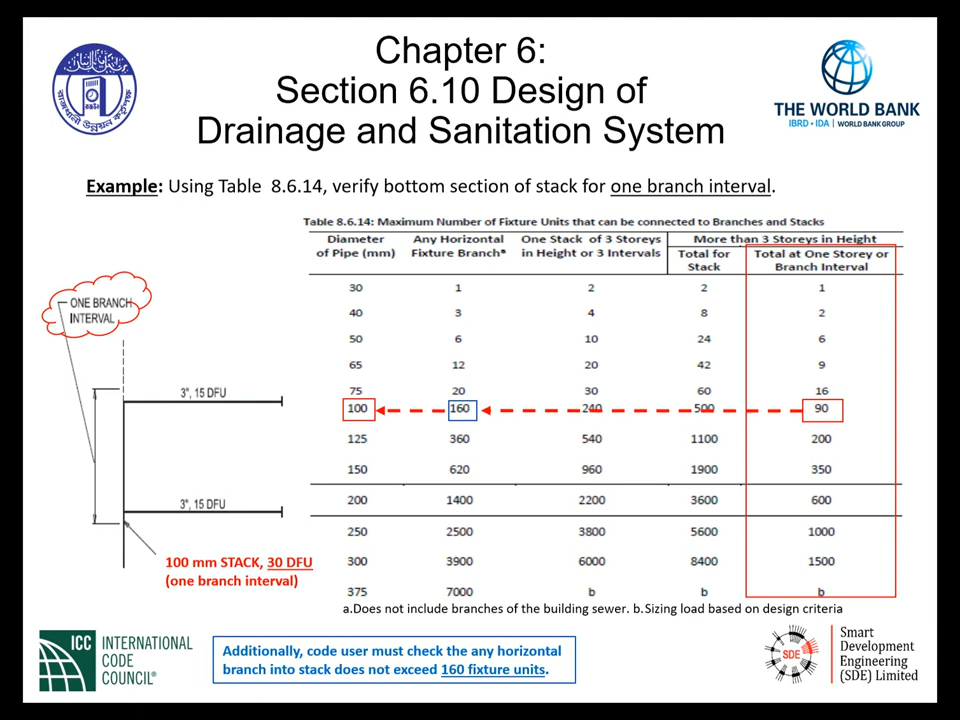 Chapter 6:
Section 6.10 Design of
Drainage and Sanitation System
THE WORLD BANK
IBRD • IDA | WORLD BANK GROUP
Example: Using Table 8.6.14, verify bottom section of stack for one branch interval.
Table 8.6.14: Maximum Number of Fixture Units that can be connected to Branches and Stacks
Diameter of Pipe (mm) Any Horizontal Fixture Branchª One Stack of 3 Storeys in Height or 3 Intervals More than 3 Storeys in Height
Total for Stack Total at One Storey or Branch Interval
30 1 2 2 1
40 3 4 8 2
50 6 10 24 6
65 12 20 42 9
75 20 30 60 16
100 160 240 500 90
125 360 540 1100 200
150 620 960 1900 350
200 1400 2200 3600 600
250 2500 3800 5600 1000
300 3900 6000 8400 1500
375 7000 b b b
a.Does not include branches of the building sewer. b.Sizing load based on design criteria
ONE BRANCH
INTERVAL
3", 15 DFU
3", 15 DFU
100 mm STACK, 30 DFU
(one branch interval)
ICC INTERNATIONAL
CODE
COUNCIL®
Additionally, code user must check the any horizontal
branch into stack does not exceed 160 fixture units.
SDE
Smart
Development
Engineering
(SDE) Limited